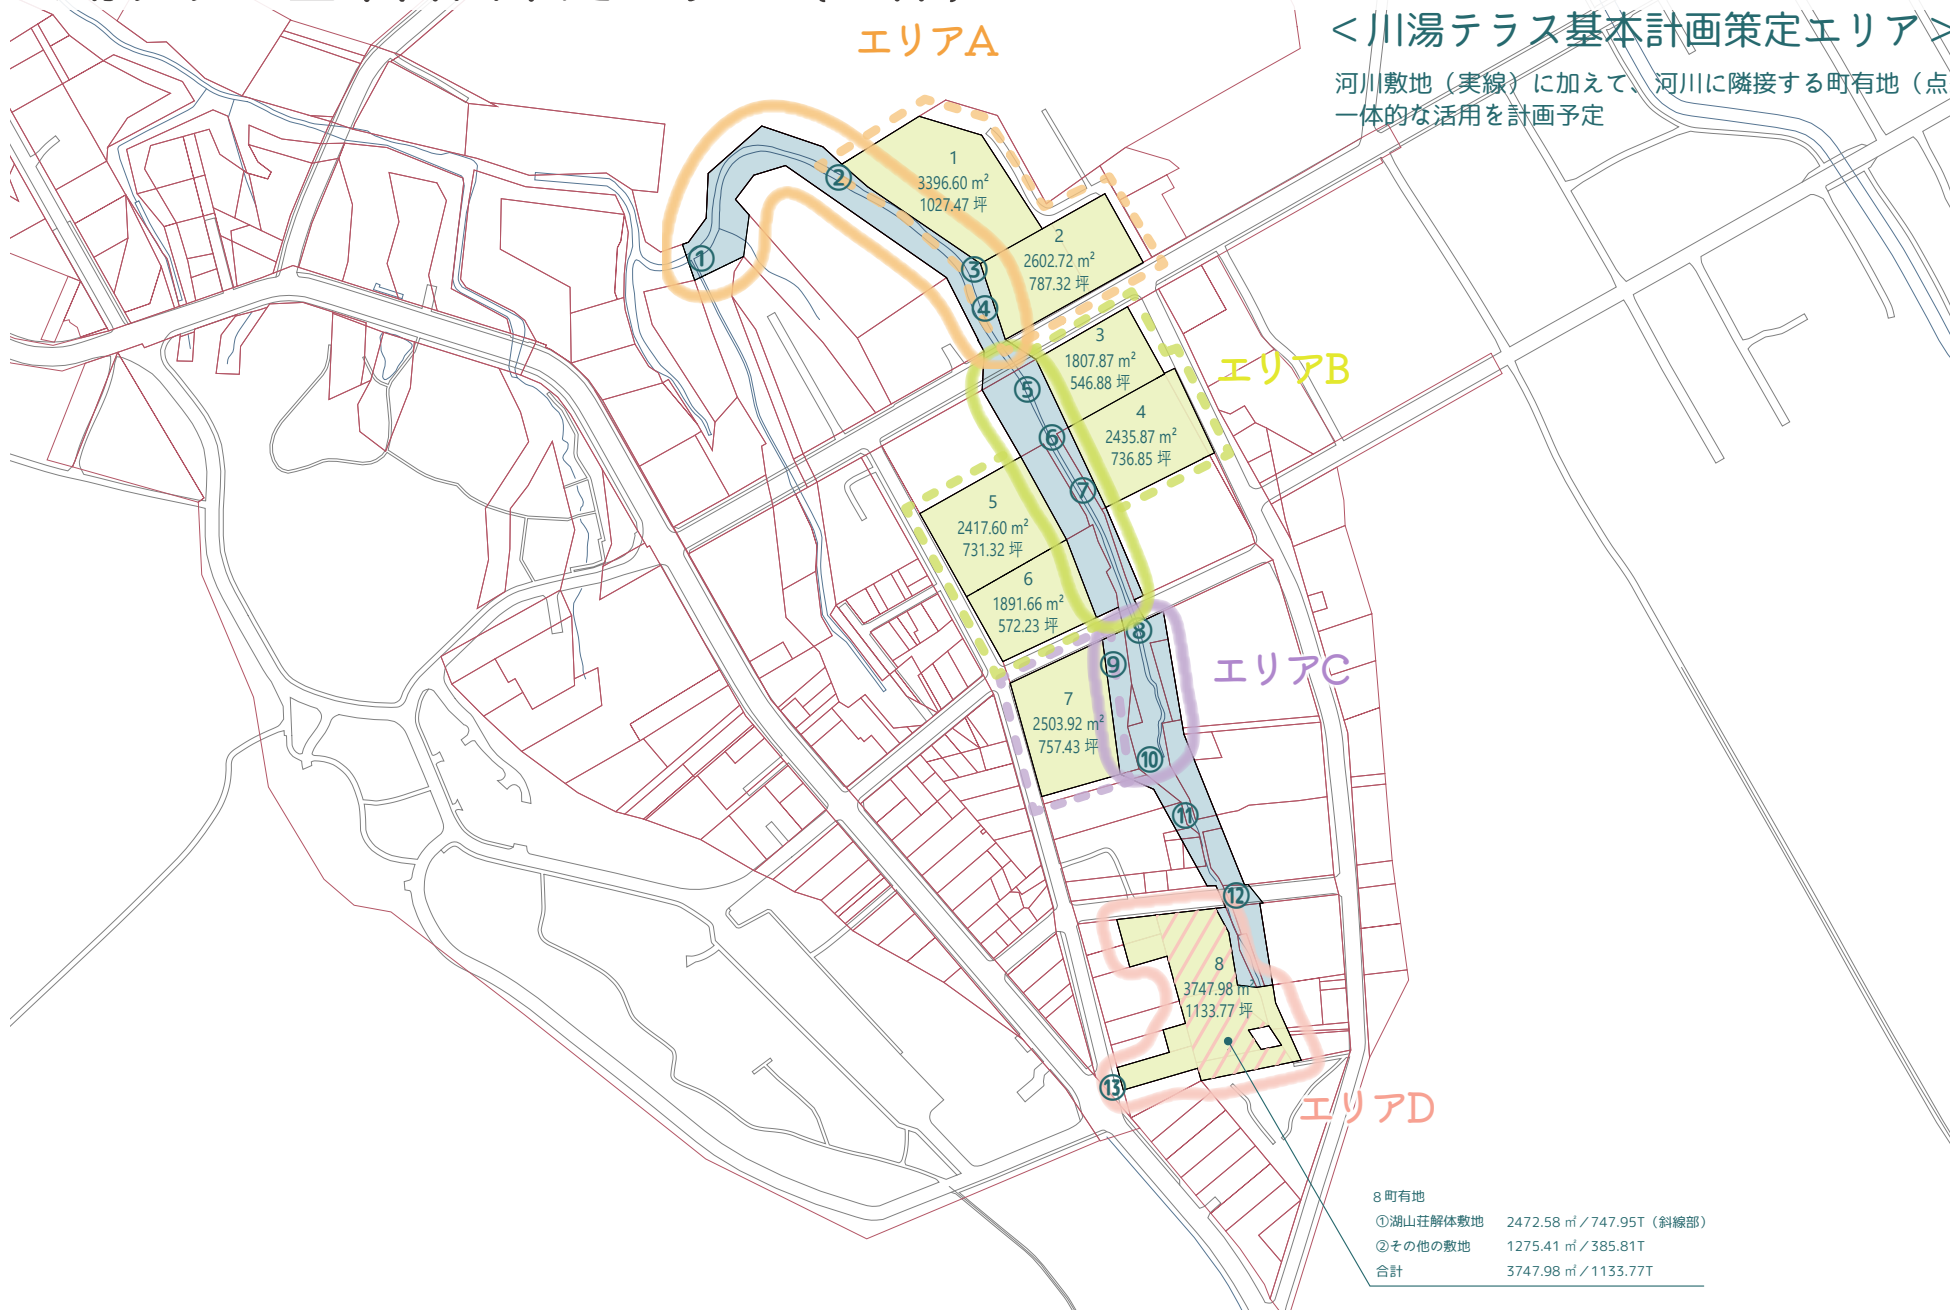 エリアA
＜川湯テラス基本計画策定エリア＞
河川敷地（実線）に加えて、河川に隣接する町有地（点
一体的な活用を計画予定
1
3396.60 m²
1027.47 坪
2
2602.72 m²
787.32 坪
3
1807.87 m²
546.88 坪
4
2435.87 m²
736.85 坪
エリアB
5
2417.60 m²
731.32 坪
6
1891.66 m²
572.23 坪
7
2503.92 m²
757.43 坪
エリアC
8
3747.98 m²
1133.77 坪
エリアD
①
②
③
④
⑤
⑥
⑦
⑧
⑨
⑩
⑪
⑫
⑬
8 町有地
①湖山荘解体敷地 2472.58 ㎡／747.95T（斜線部）
②その他の敷地 1275.41 ㎡／385.81T
合計 3747.98 ㎡／1133.77T